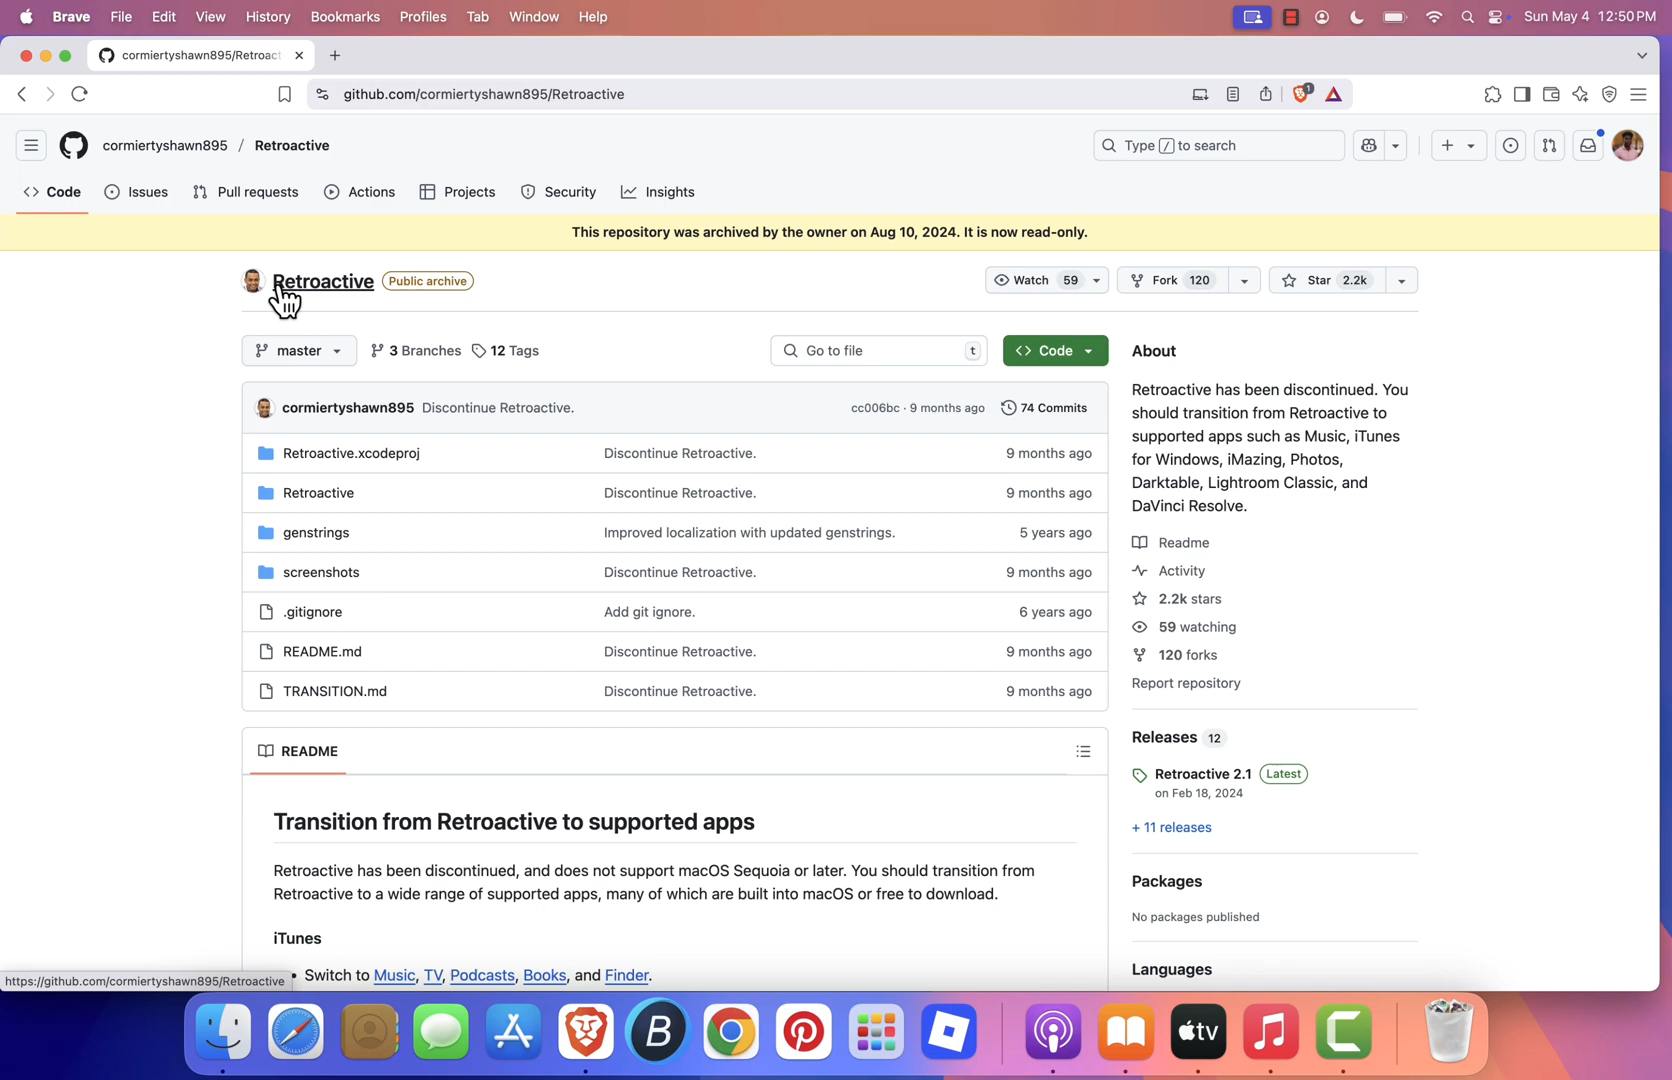 Brave File Edit View History Bookmarks Profiles Tab Window Help Sun May 4 12:50 PM
cormiertyshawn895/Retroact
github.com/cormiertyshawn895/Retroactive 1
cormiertyshawn895 / Retroactive Type / to search
Code Issues Pull requests Actions Projects Security Insights
This repository was archived by the owner on Aug 10, 2024. It is now read-only.
Retroactive Public archive Watch 59 Fork 120 Star 2.2k
master 3 Branches 12 Tags Go to file t Code
cormiertyshawn895 Discontinue Retroactive. cc006bc · 9 months ago 74 Commits
Retroactive.xcodeproj Discontinue Retroactive. 9 months ago
Retroactive Discontinue Retroactive. 9 months ago
genstrings Improved localization with updated genstrings. 5 years ago
screenshots Discontinue Retroactive. 9 months ago
.gitignore Add git ignore. 6 years ago
README.md Discontinue Retroactive. 9 months ago
TRANSITION.md Discontinue Retroactive. 9 months ago
README
Transition from Retroactive to supported apps
Retroactive has been discontinued, and does not support macOS Sequoia or later. You should transition from
Retroactive to a wide range of supported apps, many of which are built into macOS or free to download.
iTunes
• Switch to Music, TV, Podcasts, Books, and Finder.
About
Retroactive has been discontinued. You
should transition from Retroactive to
supported apps such as Music, iTunes
for Windows, iMazing, Photos,
Darktable, Lightroom Classic, and
DaVinci Resolve.
Readme
Activity
2.2k stars
59 watching
120 forks
Report repository
Releases 12
Retroactive 2.1 Latest
on Feb 18, 2024
+ 11 releases
Packages
No packages published
Languages
https://github.com/cormiertyshawn895/Retroactive
B
tv
C